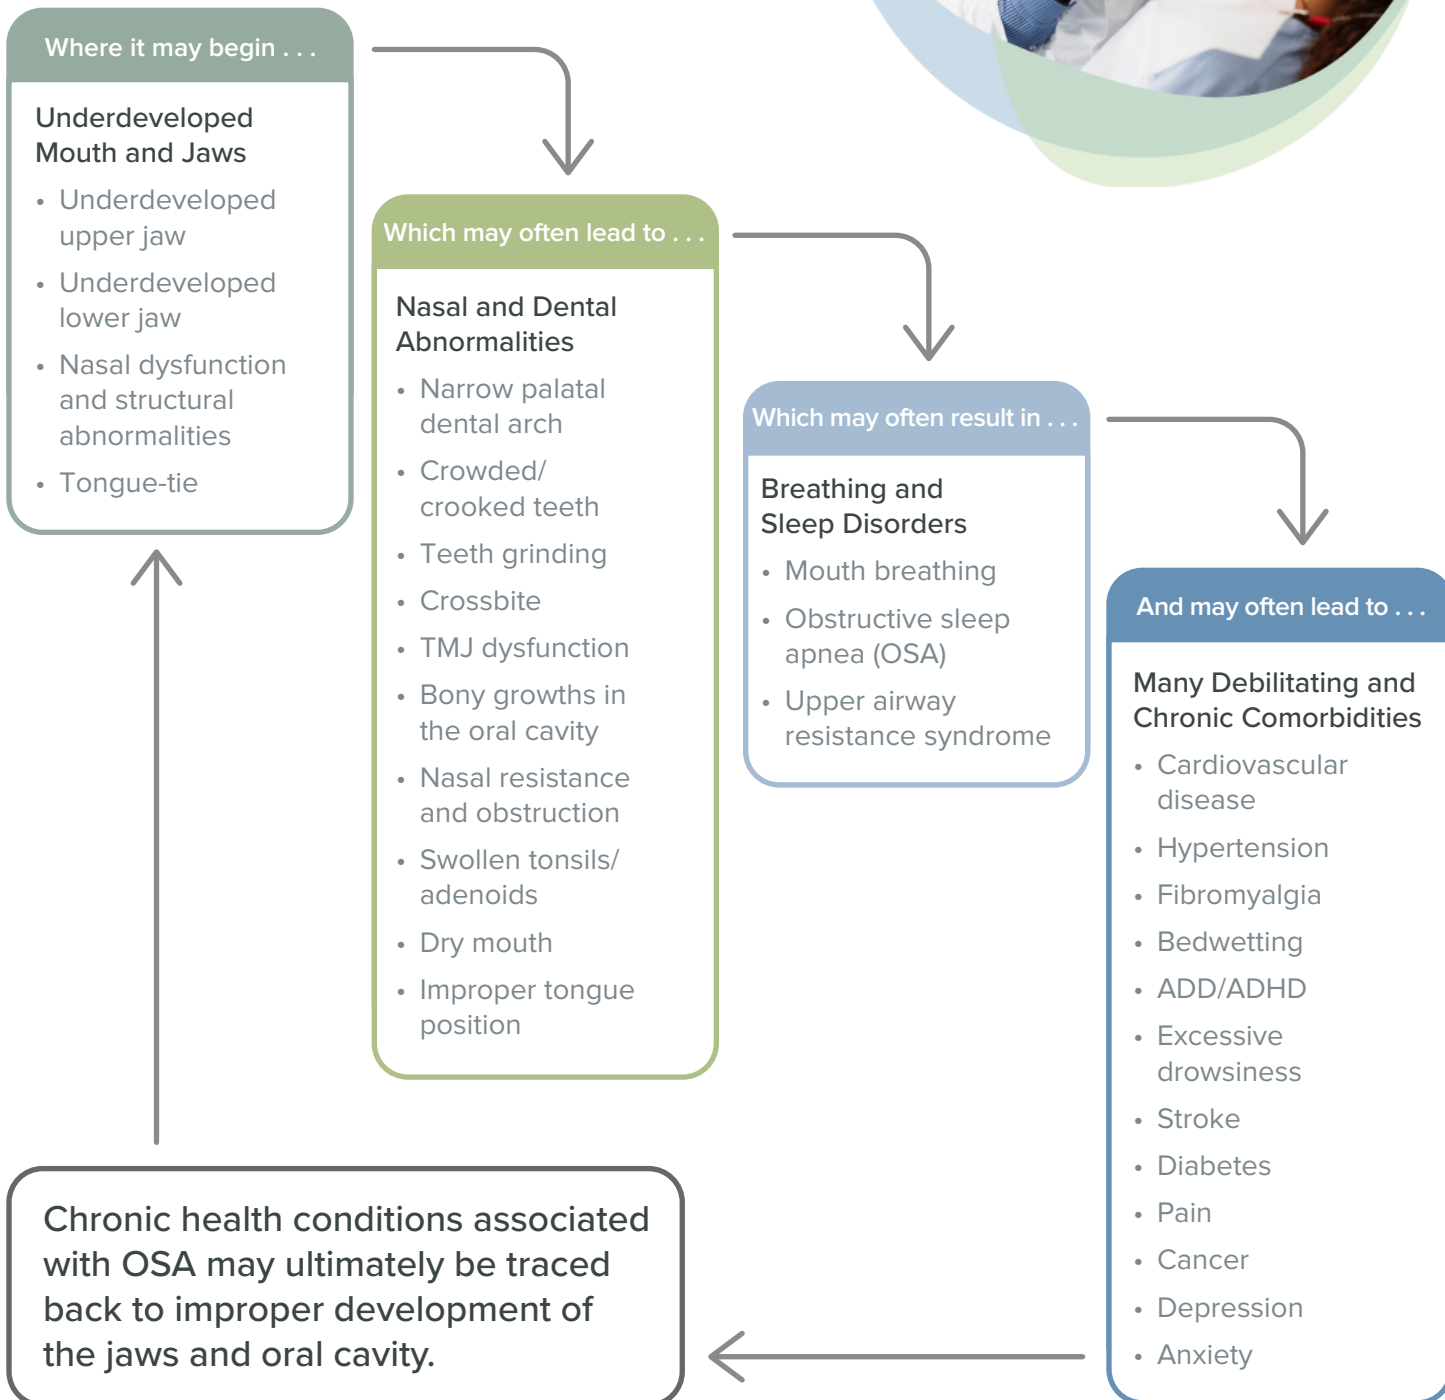 Where it may begin . . .
Underdeveloped
Mouth and Jaws
• Underdeveloped
upper jaw
• Underdeveloped
lower jaw
• Nasal dysfunction
and structural
abnormalities
• Tongue-tie
Which may often lead to . . .
Nasal and Dental
Abnormalities
• Narrow palatal
dental arch
• Crowded/
crooked teeth
• Teeth grinding
• Crossbite
• TMJ dysfunction
• Bony growths in
the oral cavity
• Nasal resistance
and obstruction
• Swollen tonsils/
adenoids
• Dry mouth
• Improper tongue
position
Which may often result in . . .
Breathing and
Sleep Disorders
• Mouth breathing
• Obstructive sleep
apnea (OSA)
• Upper airway
resistance syndrome
And may often lead to . . .
Many Debilitating and
Chronic Comorbidities
• Cardiovascular
disease
• Hypertension
• Fibromyalgia
• Bedwetting
• ADD/ADHD
• Excessive
drowsiness
• Stroke
• Diabetes
• Pain
• Cancer
• Depression
• Anxiety
Chronic health conditions associated
with OSA may ultimately be traced
back to improper development of
the jaws and oral cavity.